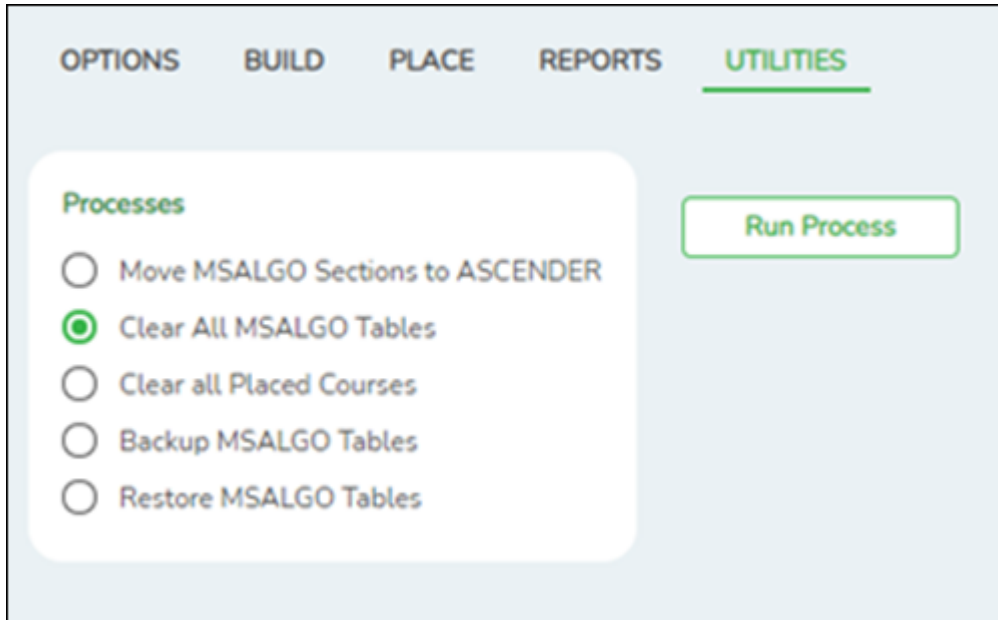 OPTIONS BUILD PLACE REPORTS UTILITIES
Processes
Run Process
Move MSALGO Sections to ASCENDER
Clear All MSALGO Tables
Clear all Placed Courses
Backup MSALGO Tables
Restore MSALGO Tables